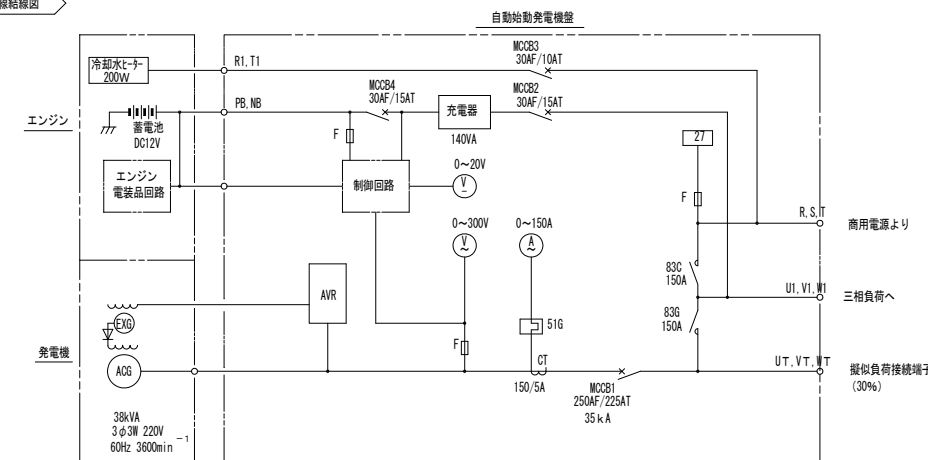 線結線図
自動始動発電機盤
冷却水ヒーター
200W
R1,T1
MCCB3
30AF/10AT
エンジン
蓄電池
DC12V
PB,NB
F
MCCB4
30AF/15AT
充電器
140VA
MCCB2
30AF/15AT
エンジン
電装品回路
制御回路
0～20V
V
27
F
R,S,T
商用電源より
0～300V
V
0～150A
A
83C
150A
U1,V1,W1
三相負荷へ
83G
150A
AVR
51G
発電機
EXG
ACG
F
CT
150/5A
MCCB1
250AF/225AT
35kA
UT,VT,WT
擬似負荷接続端子
(30%)
38kVA
3φ3W 220V
60Hz 3600min⁻¹